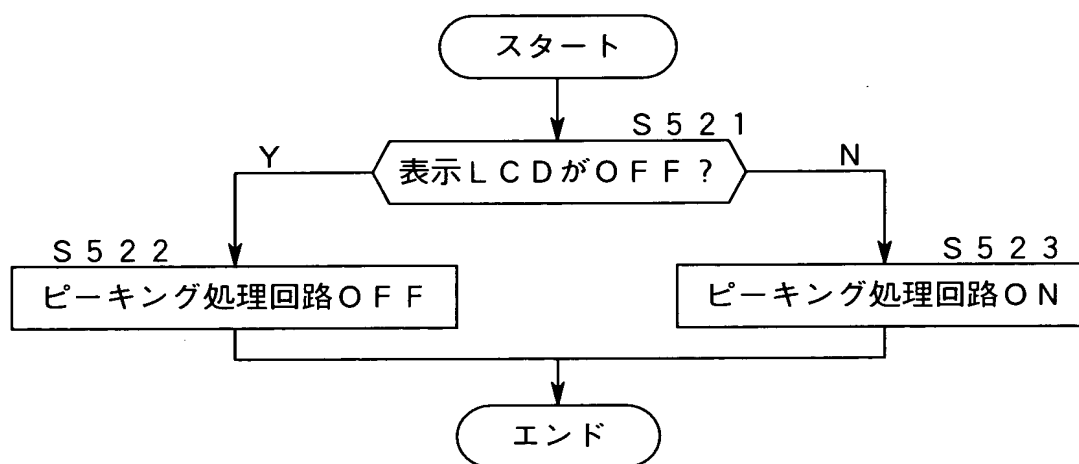 スタート
S521
表示LCDがOFF?
Y
N
S522
ピーキング処理回路OFF
S523
ピーキング処理回路ON
エンド